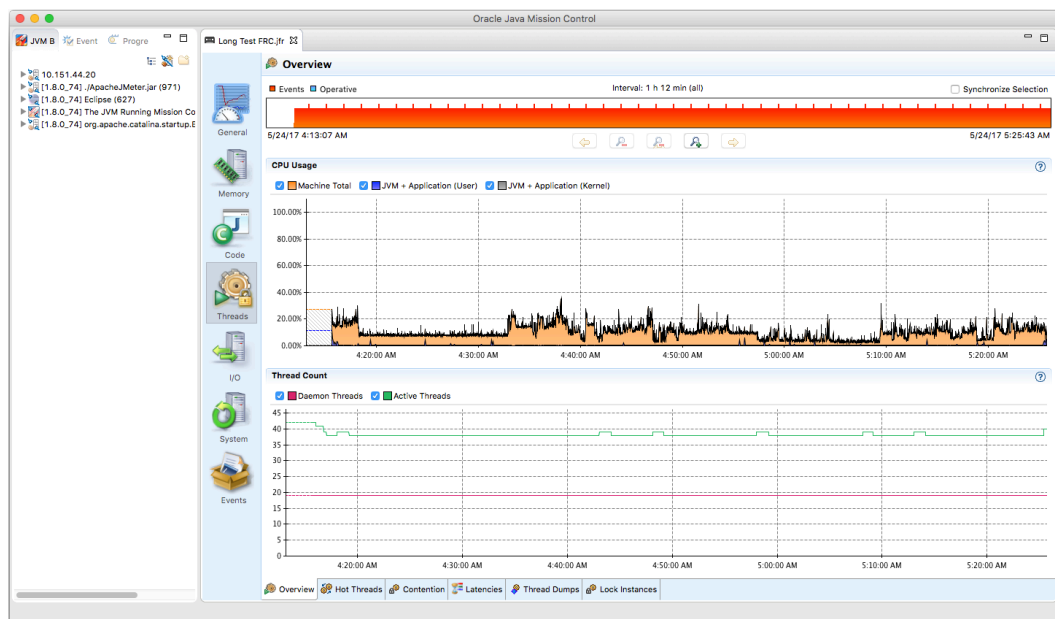 Oracle Java Mission Control
JVM B
Event
Progre
Long Test FRC.jfr
10.151.44.20
[1.8.0_74] ./ApacheJMeter.jar (971)
[1.8.0_74] Eclipse (627)
[1.8.0_74] The JVM Running Mission Co
[1.8.0_74] org.apache.catalina.startup.B
General
Memory
Code
Threads
I/O
System
Events
Overview
Events Operative
Interval: 1 h 12 min (all)
Synchronize Selection
5/24/17 4:13:07 AM
5/24/17 5:25:43 AM
CPU Usage
Machine Total JVM + Application (User) JVM + Application (Kernel)
100.00%
80.00%
60.00%
40.00%
20.00%
0.00%
4:20:00 AM 4:30:00 AM 4:40:00 AM 4:50:00 AM 5:00:00 AM 5:10:00 AM 5:20:00 AM
Thread Count
Daemon Threads Active Threads
45
40
35
30
25
20
15
10
5
0
4:20:00 AM 4:30:00 AM 4:40:00 AM 4:50:00 AM 5:00:00 AM 5:10:00 AM 5:20:00 AM
Overview Hot Threads Contention Latencies Thread Dumps Lock Instances